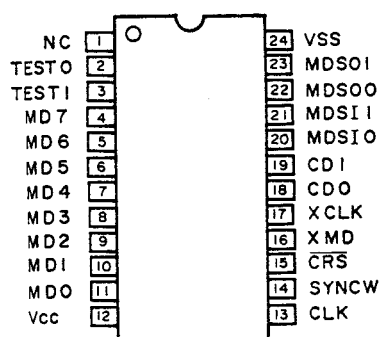 NC 1 24 VSS
TEST0 2 23 MDSO1
TEST1 3 22 MDSO0
MD7 4 21 MDSI1
MD6 5 20 MDSI0
MD5 6 19 CD1
MD4 7 18 CD0
MD3 8 17 XCLK
MD2 9 16 XMD
MD1 10 15 CRS
MD0 11 14 SYNCW
Vcc 12 13 CLK